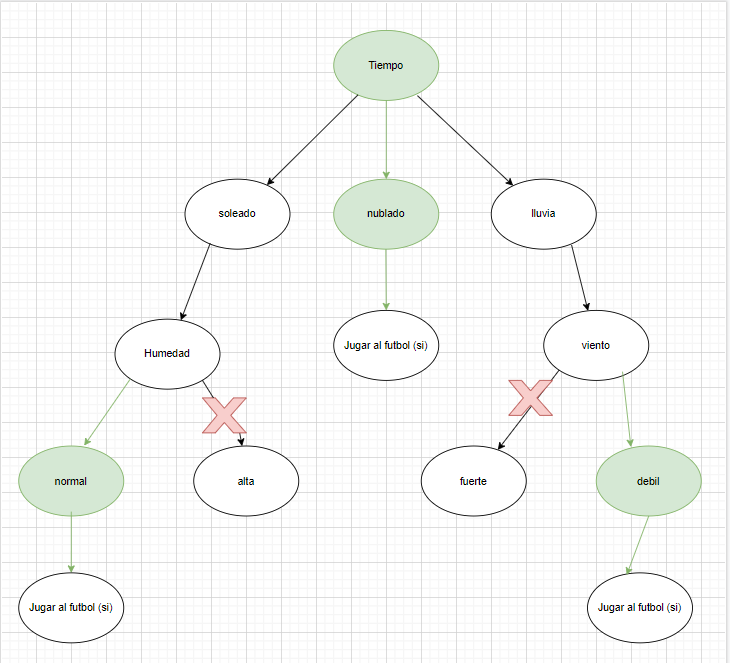 Tiempo
soleado
nublado
lluvia
Humedad
Jugar al futbol (si)
viento
normal
alta
fuerte
debil
Jugar al futbol (si)
Jugar al futbol (si)